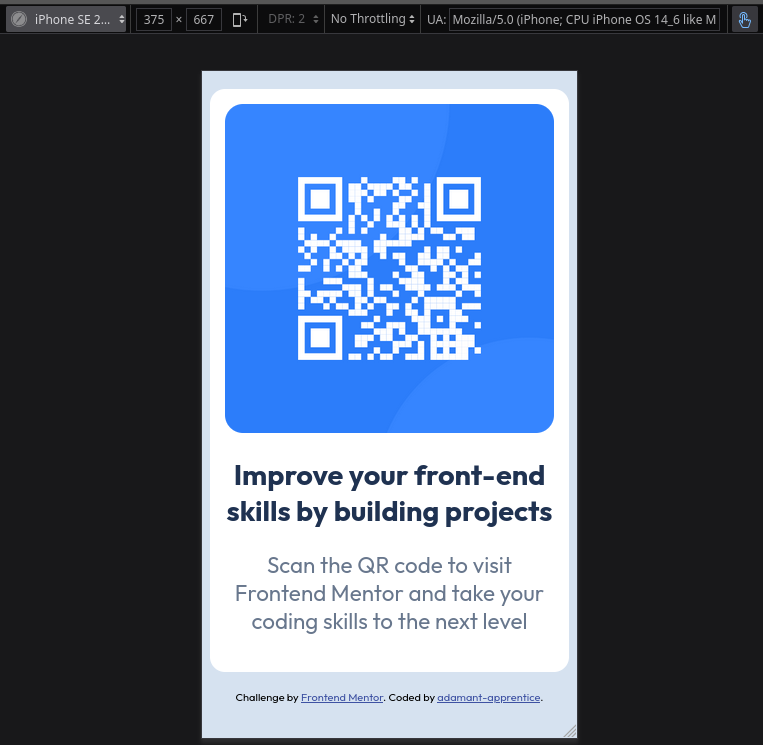 iPhone SE 2... 375 × 667 DPR: 2 No Throttling UA: Mozilla/5.0 (iPhone; CPU iPhone OS 14_6 like M
Improve your front-end
skills by building projects
Scan the QR code to visit
Frontend Mentor and take your
coding skills to the next level
Challenge by Frontend Mentor. Coded by adamant-apprentice.